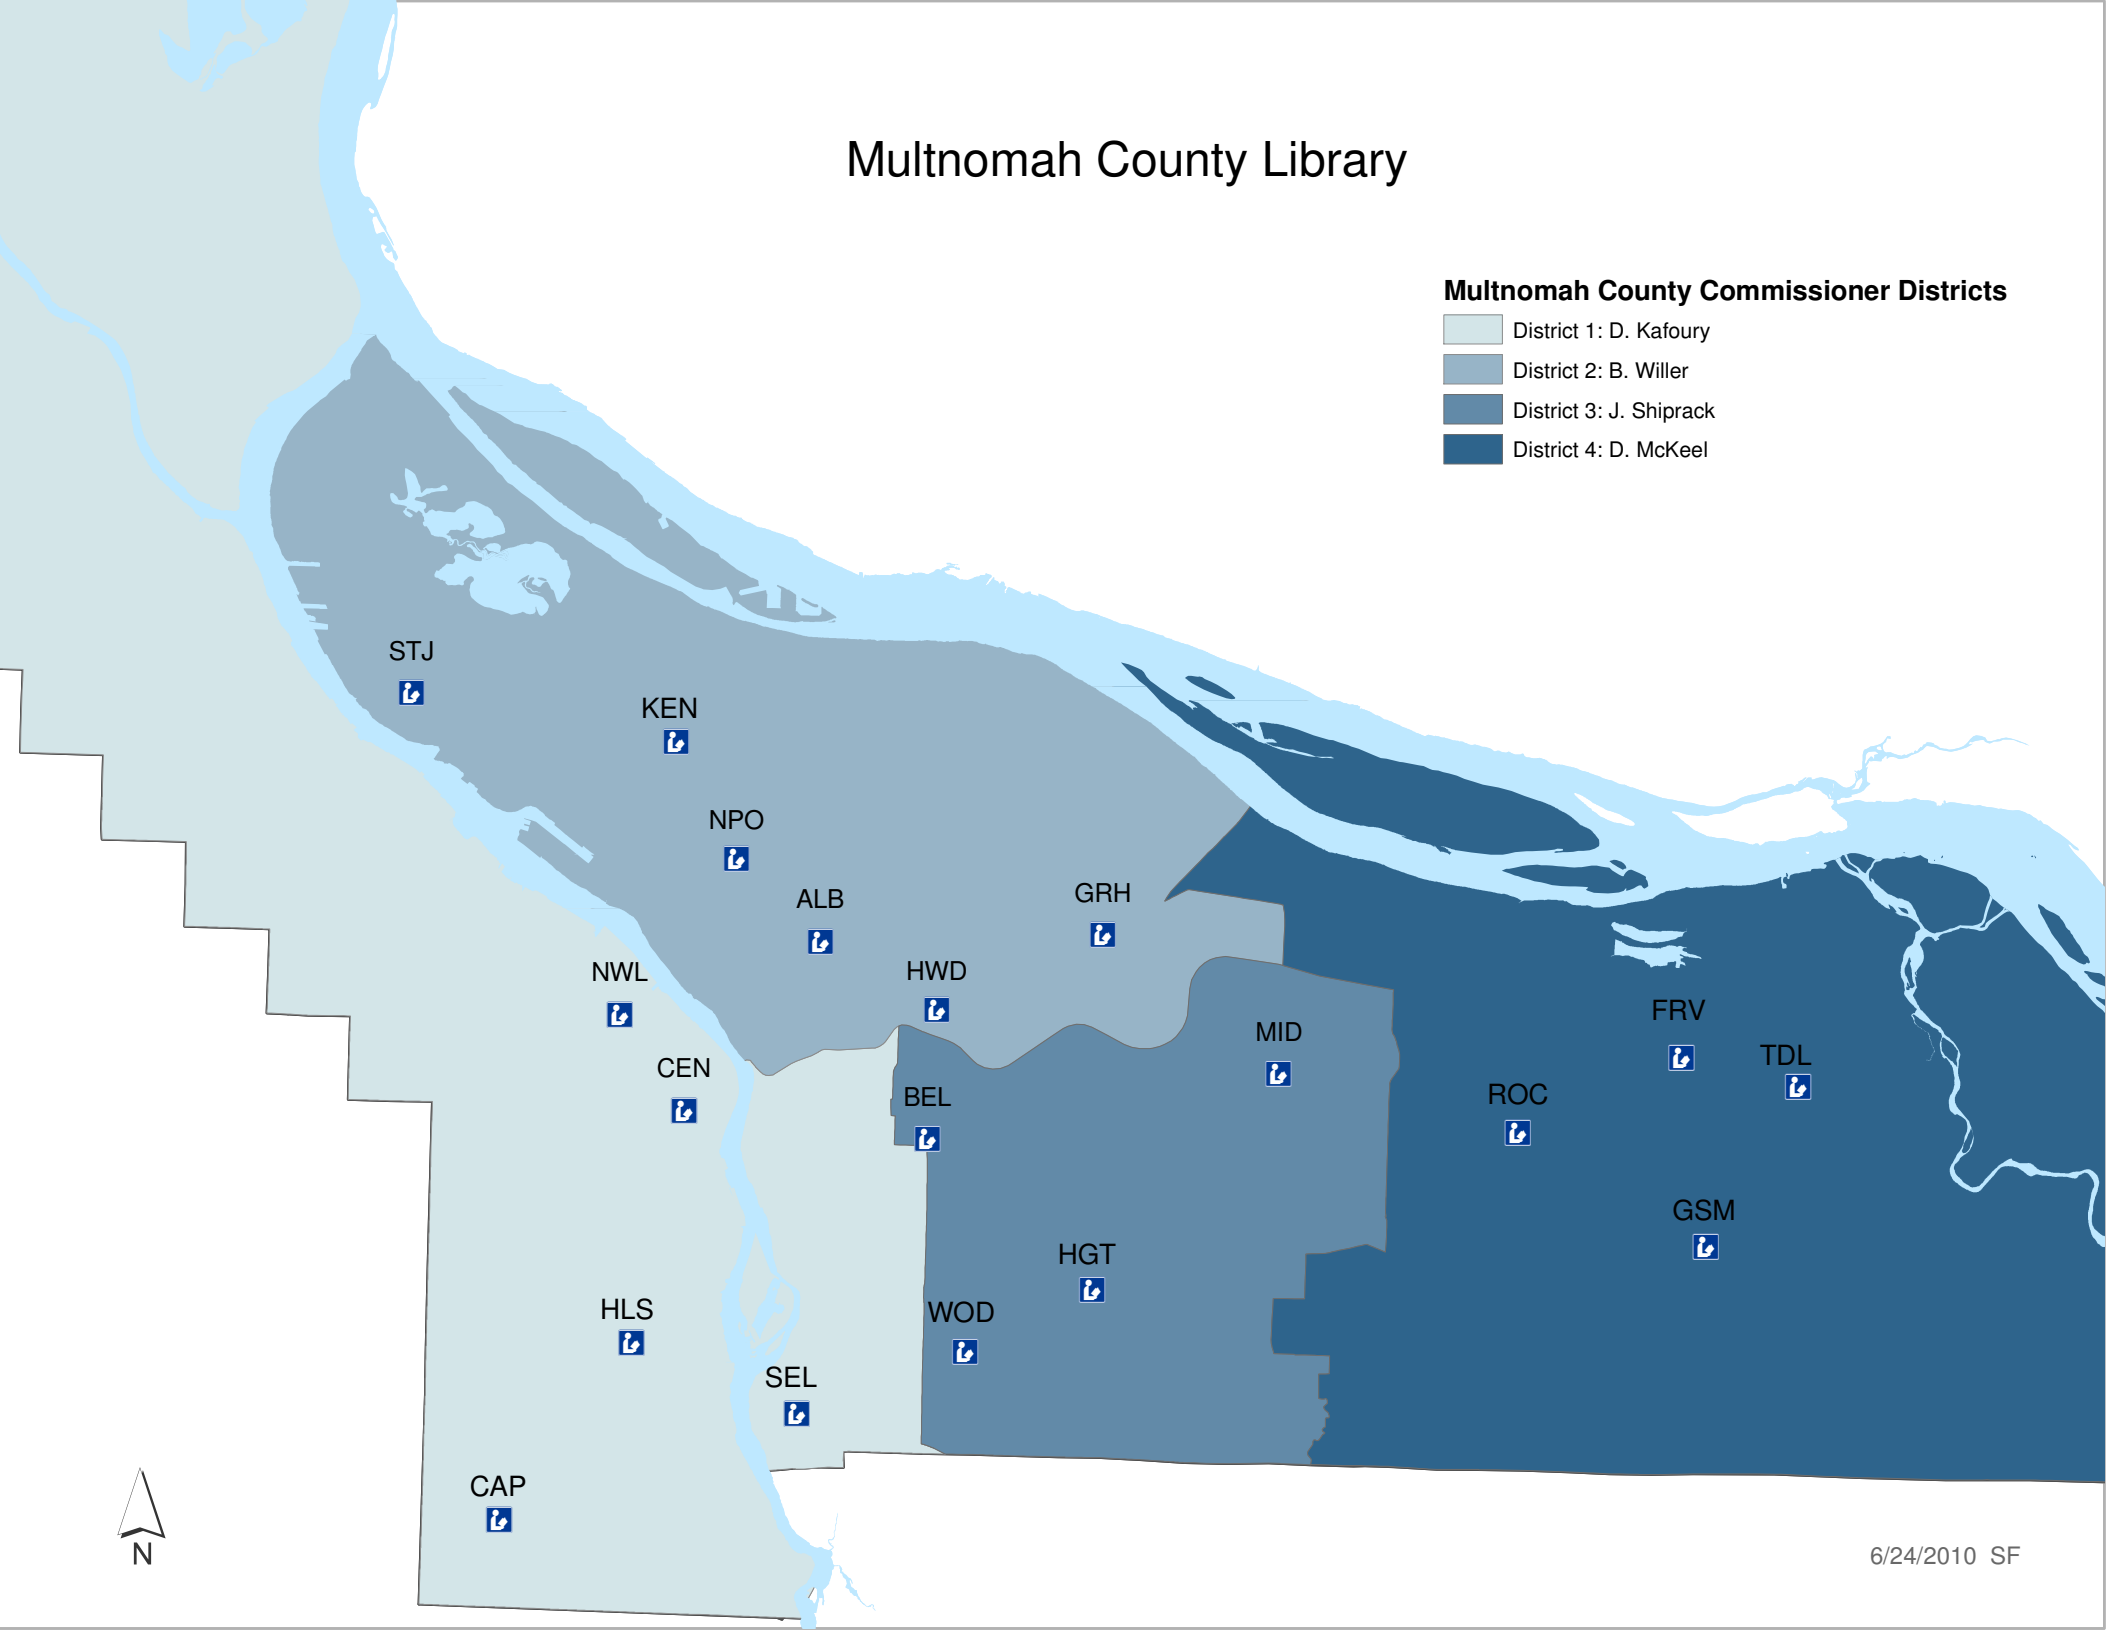 Multnomah County Library
Multnomah County Commissioner Districts
District 1: D. Kafoury
District 2: B. Willer
District 3: J. Shiprack
District 4: D. McKeel
STJ
KEN
NPO
ALB
GRH
NWL
HWD
FRV
MID
TDL
CEN
BEL
ROC
GSM
HGT
HLS
WOD
SEL
CAP
N
6/24/2010 SF